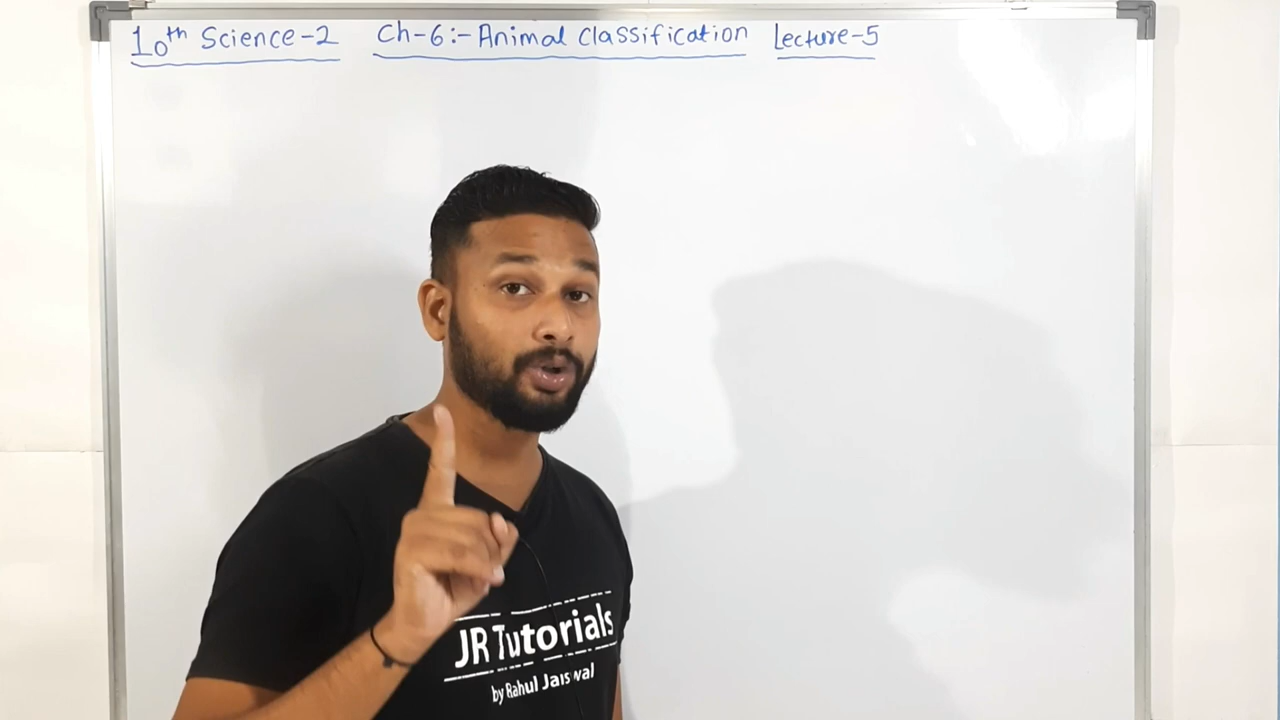 10th Science-2 Ch-6:- Animal Classification Lecture-5
JR Tutorials
by Rahul Jaiswal